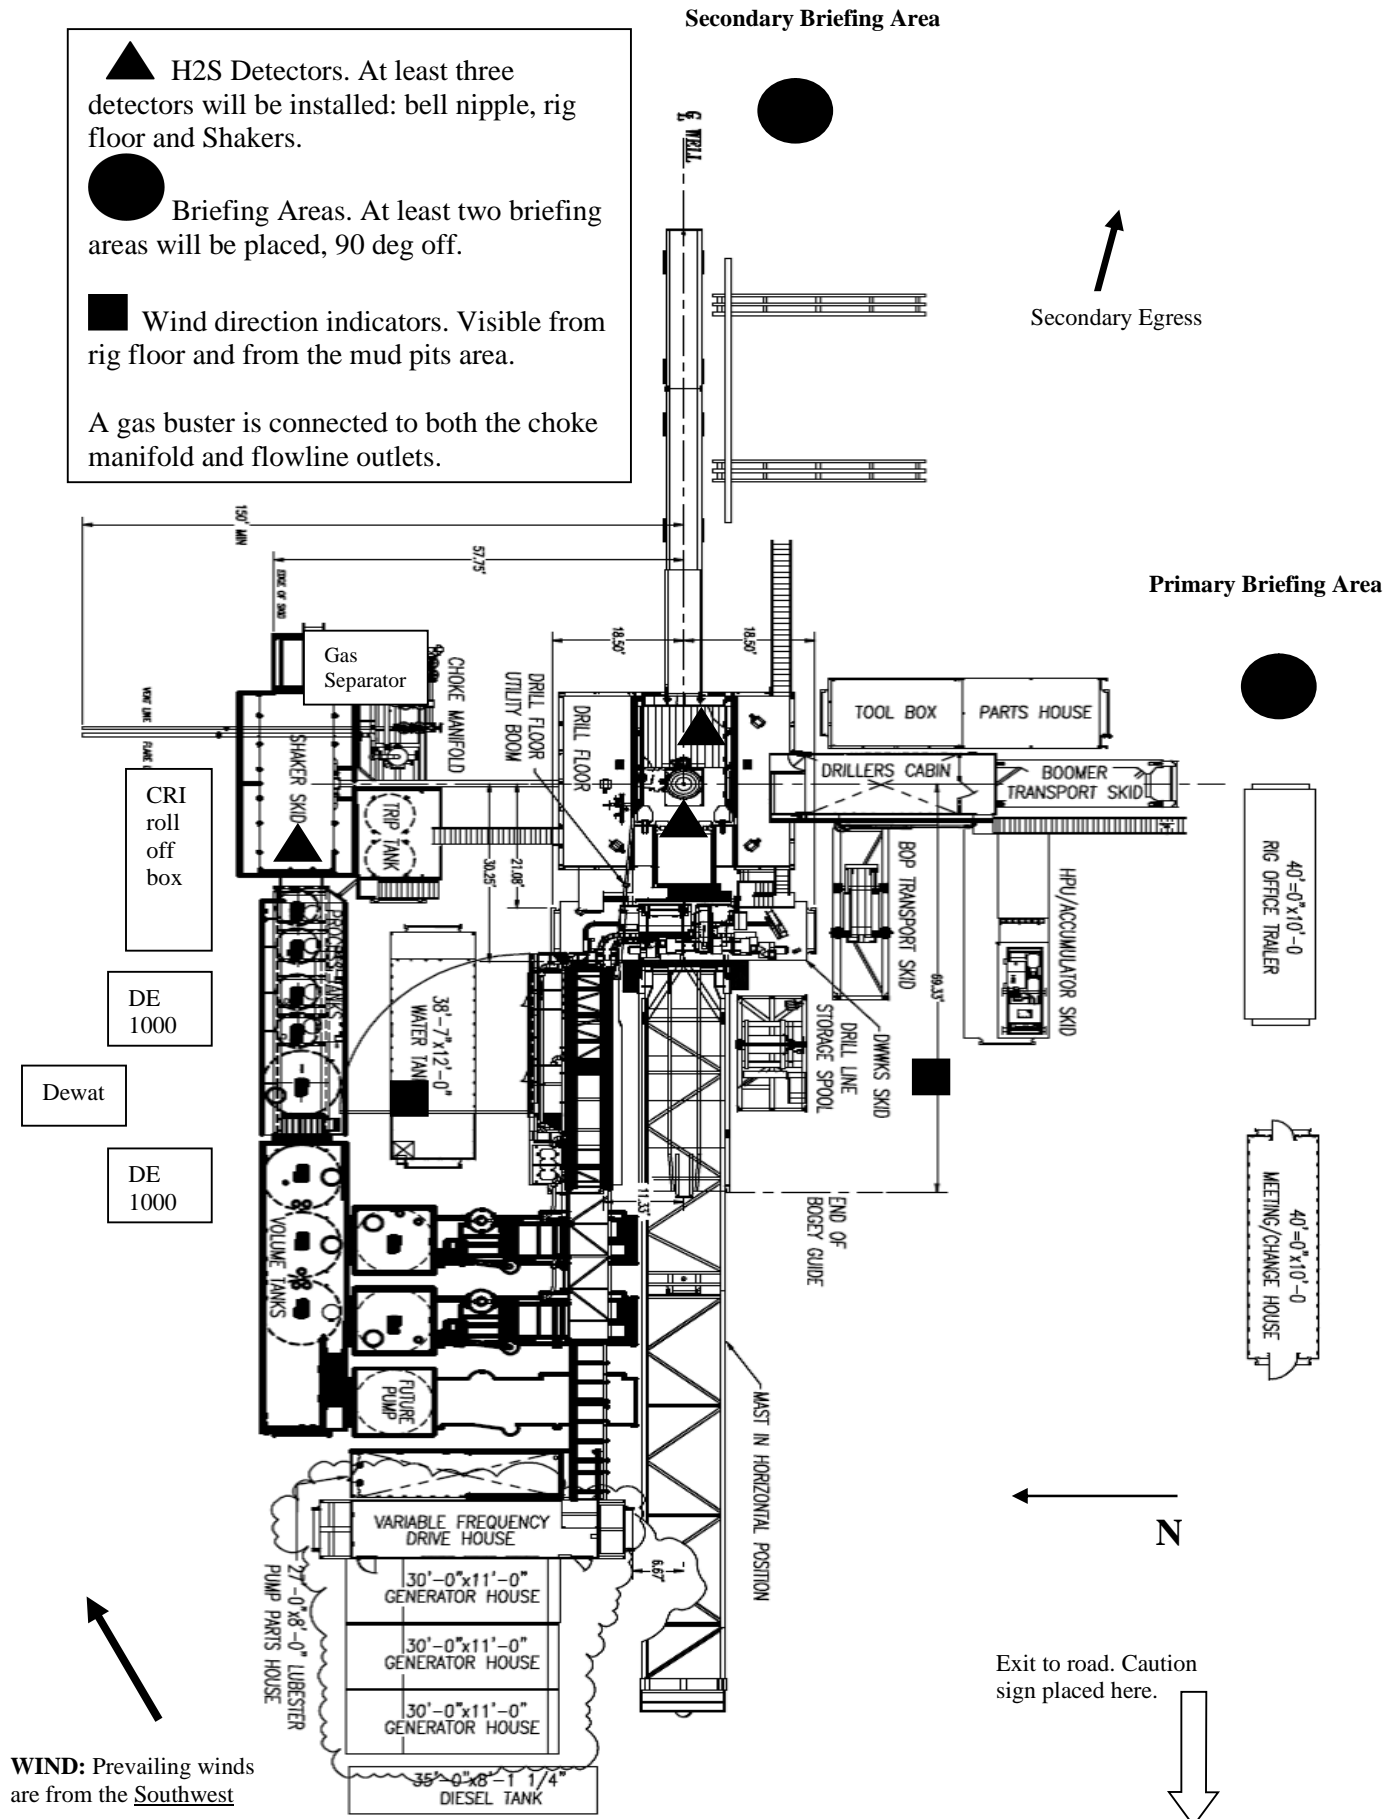 Secondary Briefing Area
H2S Detectors. At least three
detectors will be installed: bell nipple, rig
floor and Shakers.
Briefing Areas. At least two briefing
areas will be placed, 90 deg off.
Wind direction indicators. Visible from
rig floor and from the mud pits area.
A gas buster is connected to both the choke
manifold and flowline outlets.
WELL
Secondary Egress
150' MIN
57.75'
EDGE OF SKID
18.50'
18.50'
Primary Briefing Area
Gas
Separator
CHOKE MANIFOLD
DRILL FLOOR
UTILITY BOOM
DRILL FLOOR
TOOL BOX
PARTS HOUSE
VENT LINE
SHAKER SKID
DRILLERS CABIN
BOOMER
TRANSPORT SKID
CRI
roll
off
box
TRIP TANK
30.25'
21.08'
BOP TRANSPORT SKID
HPU/ACCUMULATOR SKID
40'=0"x10'-0
RIG OFFICE TRAILER
PROCESS TANKS
DE
1000
38'-7"x12'-0"
WATER TANK
69.33'
DWWKS SKID
DRILL LINE
STORAGE SPOOL
Dewat
DE
1000
11.33'
END OF
BOGEY GUIDE
40'=0"x10'-0
MEETING/CHANGE HOUSE
VOLUME TANKS
FUTURE
PUMP
MAST IN HORIZONTAL POSITION
N
VARIABLE FREQUENCY
DRIVE HOUSE
6.67'
27'-0"x8'-0" LUBESTER
PUMP PARTS HOUSE
30'-0"x11'-0"
GENERATOR HOUSE
30'-0"x11'-0"
GENERATOR HOUSE
30'-0"x11'-0"
GENERATOR HOUSE
35'-0"x8'-1 1/4"
DIESEL TANK
Exit to road. Caution
sign placed here.
WIND: Prevailing winds
are from the Southwest